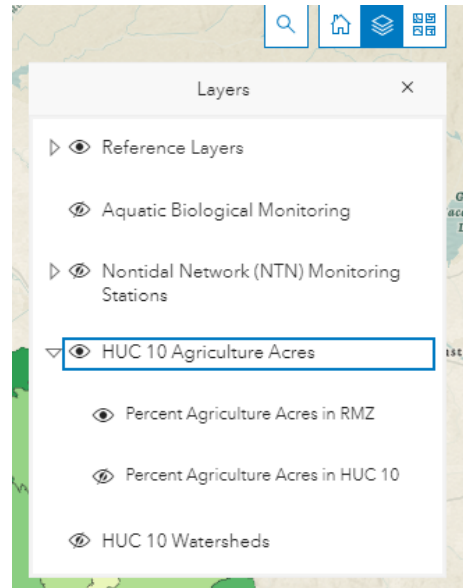 Layers
Reference Layers
Aquatic Biological Monitoring
Nontidal Network (NTN) Monitoring
Stations
HUC 10 Agriculture Acres
Percent Agriculture Acres in RMZ
Percent Agriculture Acres in HUC 10
HUC 10 Watersheds